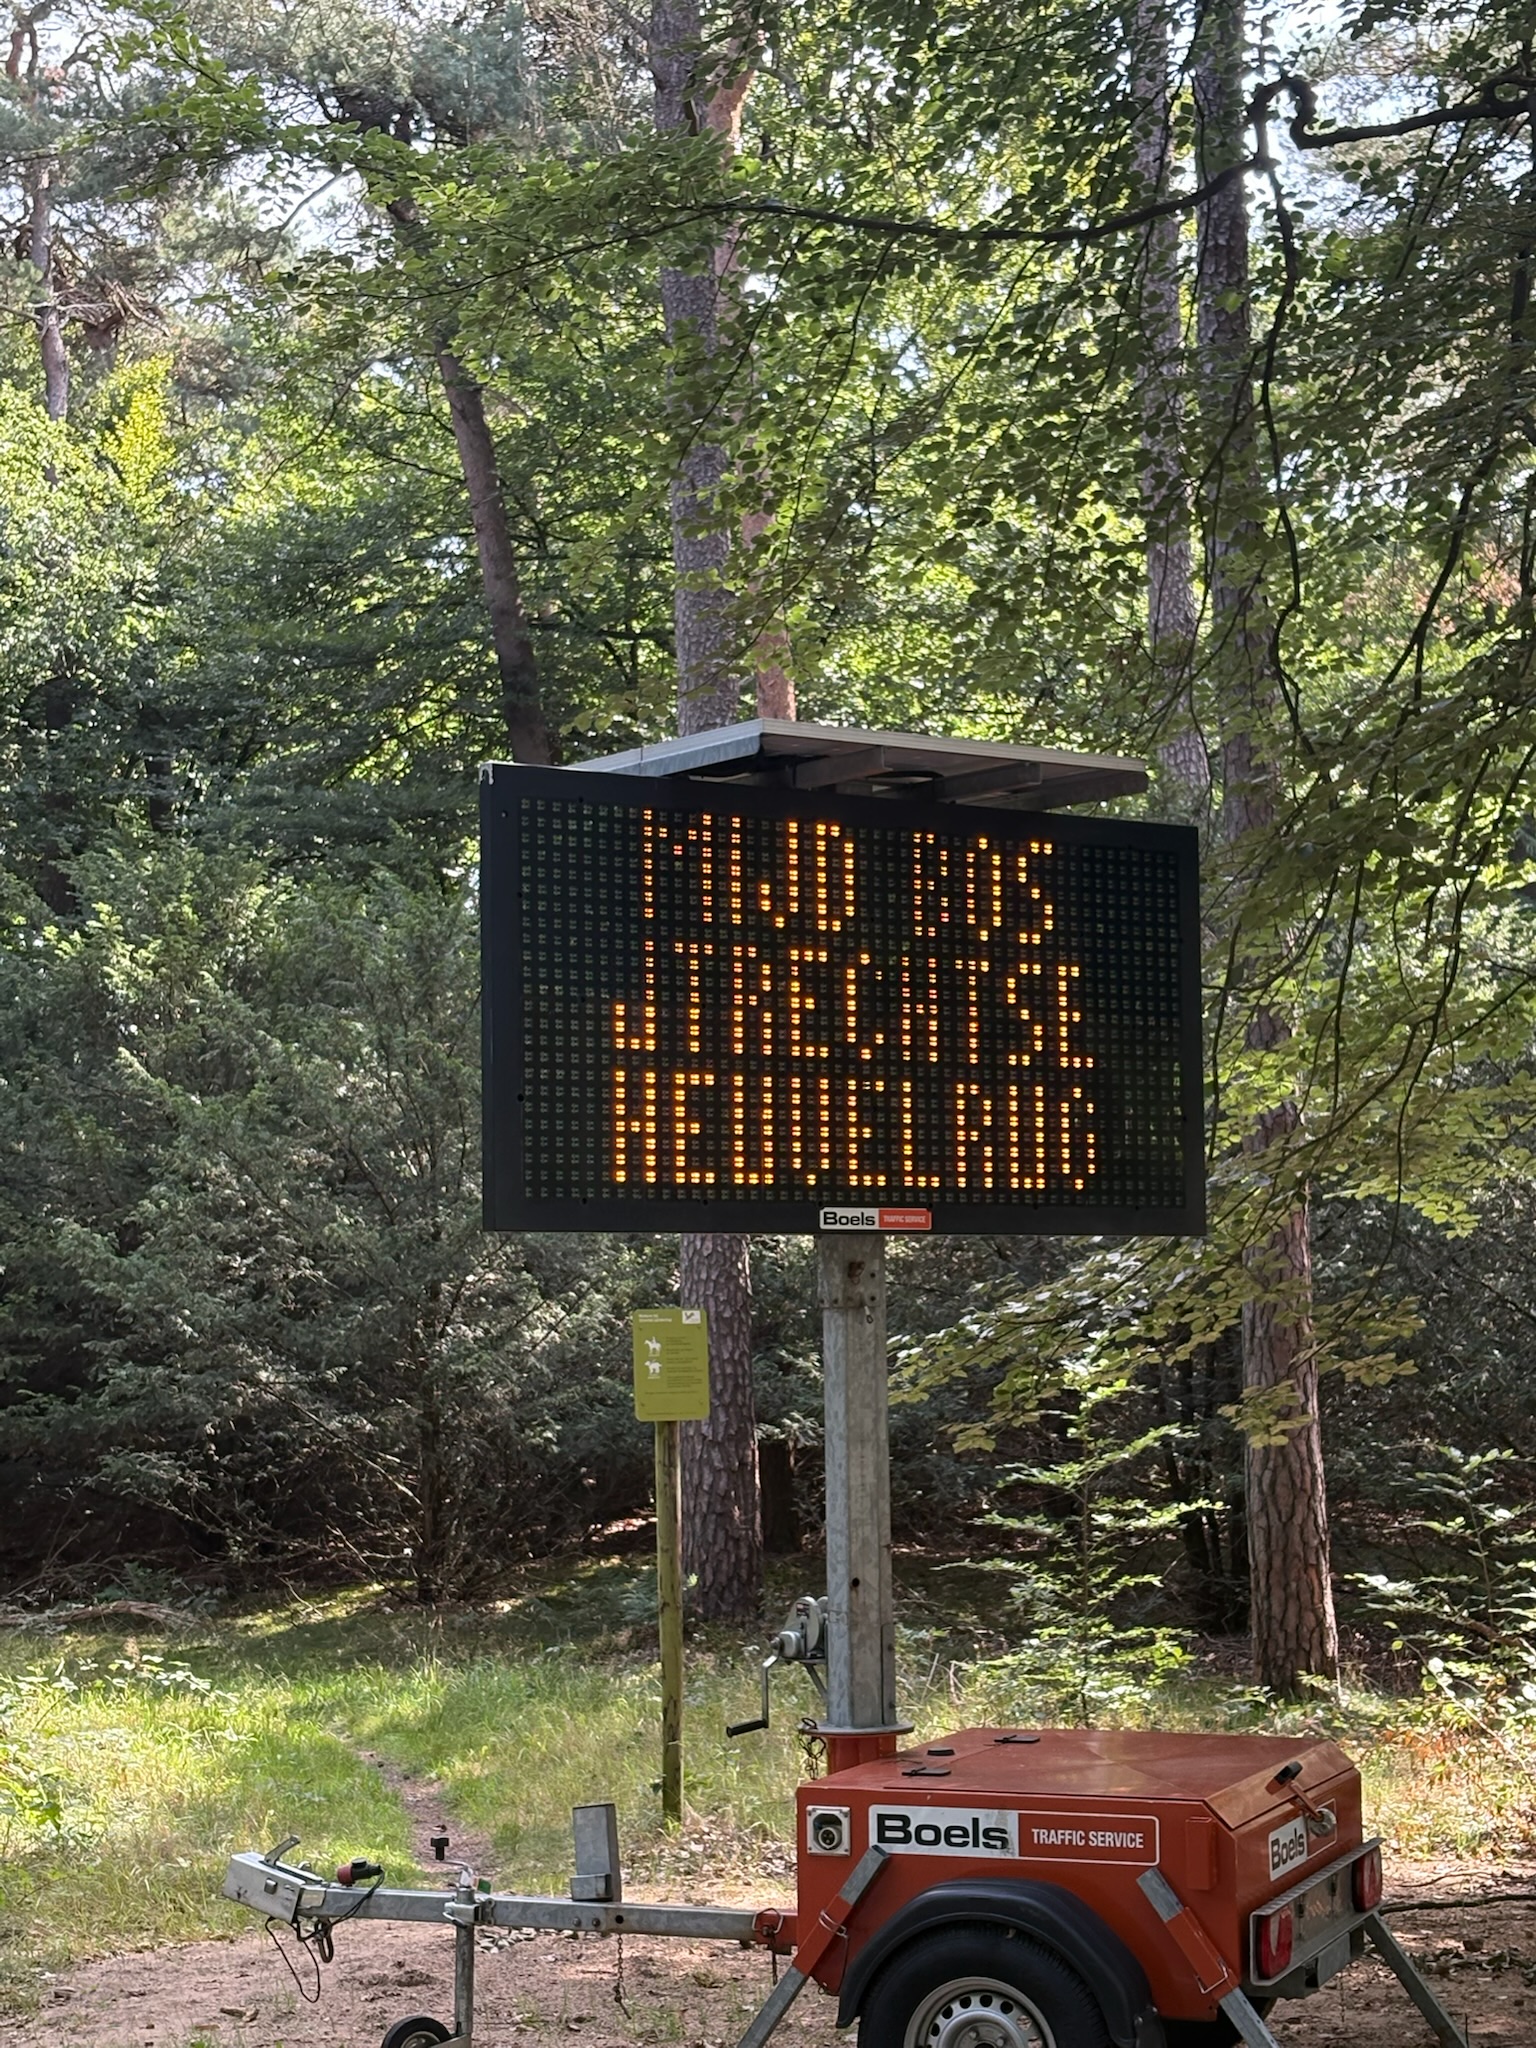 MIJD BOS
UTRECHTSE
HEUVELRUG
Boels TRAFFIC SERVICE
Boels TRAFFIC SERVICE
Boels